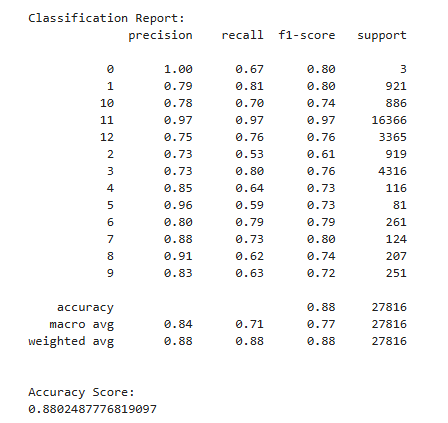 Classification Report:
precision recall f1-score support
0 1.00 0.67 0.80 3
1 0.79 0.81 0.80 921
10 0.78 0.70 0.74 886
11 0.97 0.97 0.97 16366
12 0.75 0.76 0.76 3365
2 0.73 0.53 0.61 919
3 0.73 0.80 0.76 4316
4 0.85 0.64 0.73 116
5 0.96 0.59 0.73 81
6 0.80 0.79 0.79 261
7 0.88 0.73 0.80 124
8 0.91 0.62 0.74 207
9 0.83 0.63 0.72 251
accuracy 0.88 27816
macro avg 0.84 0.71 0.77 27816
weighted avg 0.88 0.88 0.88 27816
Accuracy Score:
0.8802487776819097